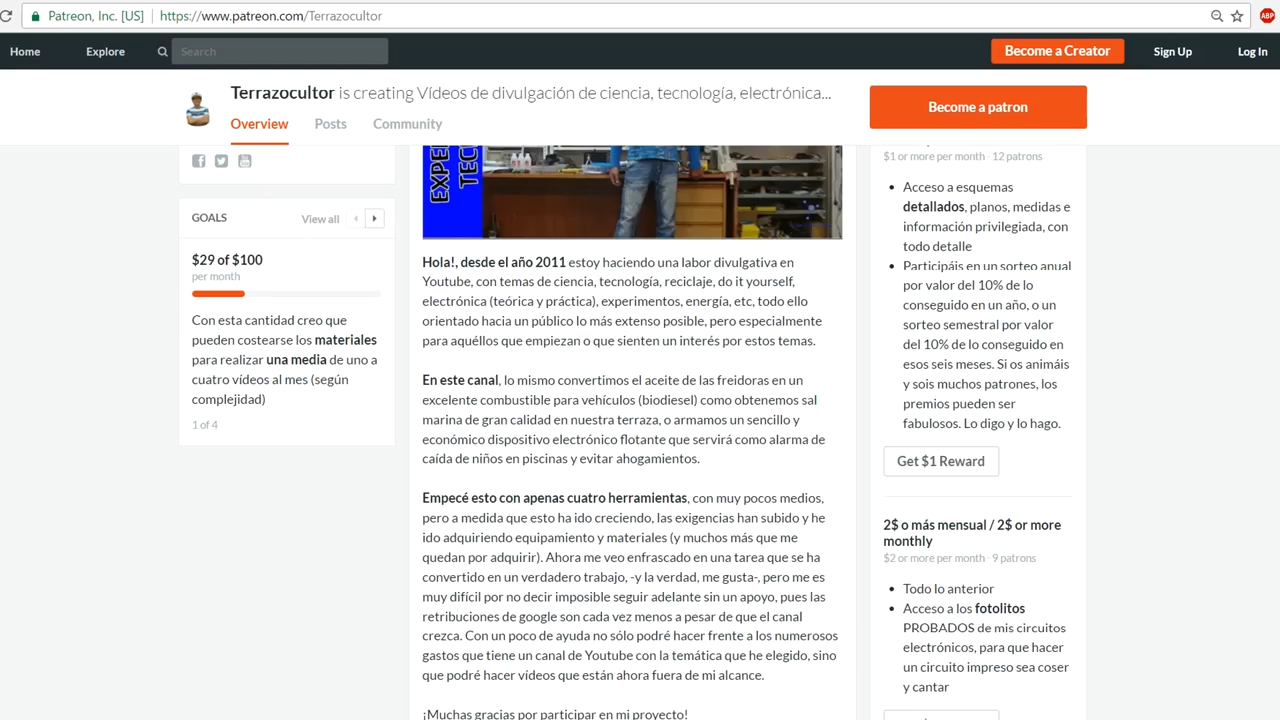 Patreon, Inc. [US]
https://www.patreon.com/Terrazocultor
ABP
Home
Explore
Search
Become a Creator
Sign Up
Log In
Terrazocultor is creating Vídeos de divulgación de ciencia, tecnología, electrónica...
Overview
Posts
Community
Become a patron
GOALS
View all
$29 of $100
per month
Con esta cantidad creo que
pueden costearse los materiales
para realizar una media de uno a
cuatro vídeos al mes (según
complejidad)
1 of 4
Hola!, desde el año 2011 estoy haciendo una labor divulgativa en
Youtube, con temas de ciencia, tecnología, reciclaje, do it yourself,
electrónica (teórica y práctica), experimentos, energía, etc, todo ello
orientado hacia un público lo más extenso posible, pero especialmente
para aquéllos que empiezan o que sienten un interés por estos temas.
En este canal, lo mismo convertimos el aceite de las freidoras en un
excelente combustible para vehículos (biodiesel) como obtenemos sal
marina de gran calidad en nuestra terraza, o armamos un sencillo y
económico dispositivo electrónico flotante que servirá como alarma de
caída de niños en piscinas y evitar ahogamientos.
Empecé esto con apenas cuatro herramientas, con muy pocos medios,
pero a medida que esto ha ido creciendo, las exigencias han subido y he
ido adquiriendo equipamiento y materiales (y muchos más que me
quedan por adquirir). Ahora me veo enfrascado en una tarea que se ha
convertido en un verdadero trabajo, -y la verdad, me gusta-, pero me es
muy difícil por no decir imposible seguir adelante sin un apoyo, pues las
retribuciones de google son cada vez menos a pesar de que el canal
crezca. Con un poco de ayuda no sólo podré hacer frente a los numerosos
gastos que tiene un canal de Youtube con la temática que he elegido, sino
que podré hacer vídeos que están ahora fuera de mi alcance.
¡Muchas gracias por participar en mi proyecto!
$1 or more per month · 12 patrons
Acceso a esquemas
detallados, planos, medidas e
información privilegiada, con
todo detalle
Participáis en un sorteo anual
por valor del 10% de lo
conseguido en un año, o un
sorteo semestral por valor
del 10% de lo conseguido en
esos seis meses. Si os animáis
y sois muchos patrones, los
premios pueden ser
fabulosos. Lo digo y lo hago.
Get $1 Reward
2$ o más mensual / 2$ or more
monthly
$2 or more per month · 9 patrons
Todo lo anterior
Acceso a los fotolitos
PROBADOS de mis circuitos
electrónicos, para que hacer
un circuito impreso sea coser
y cantar